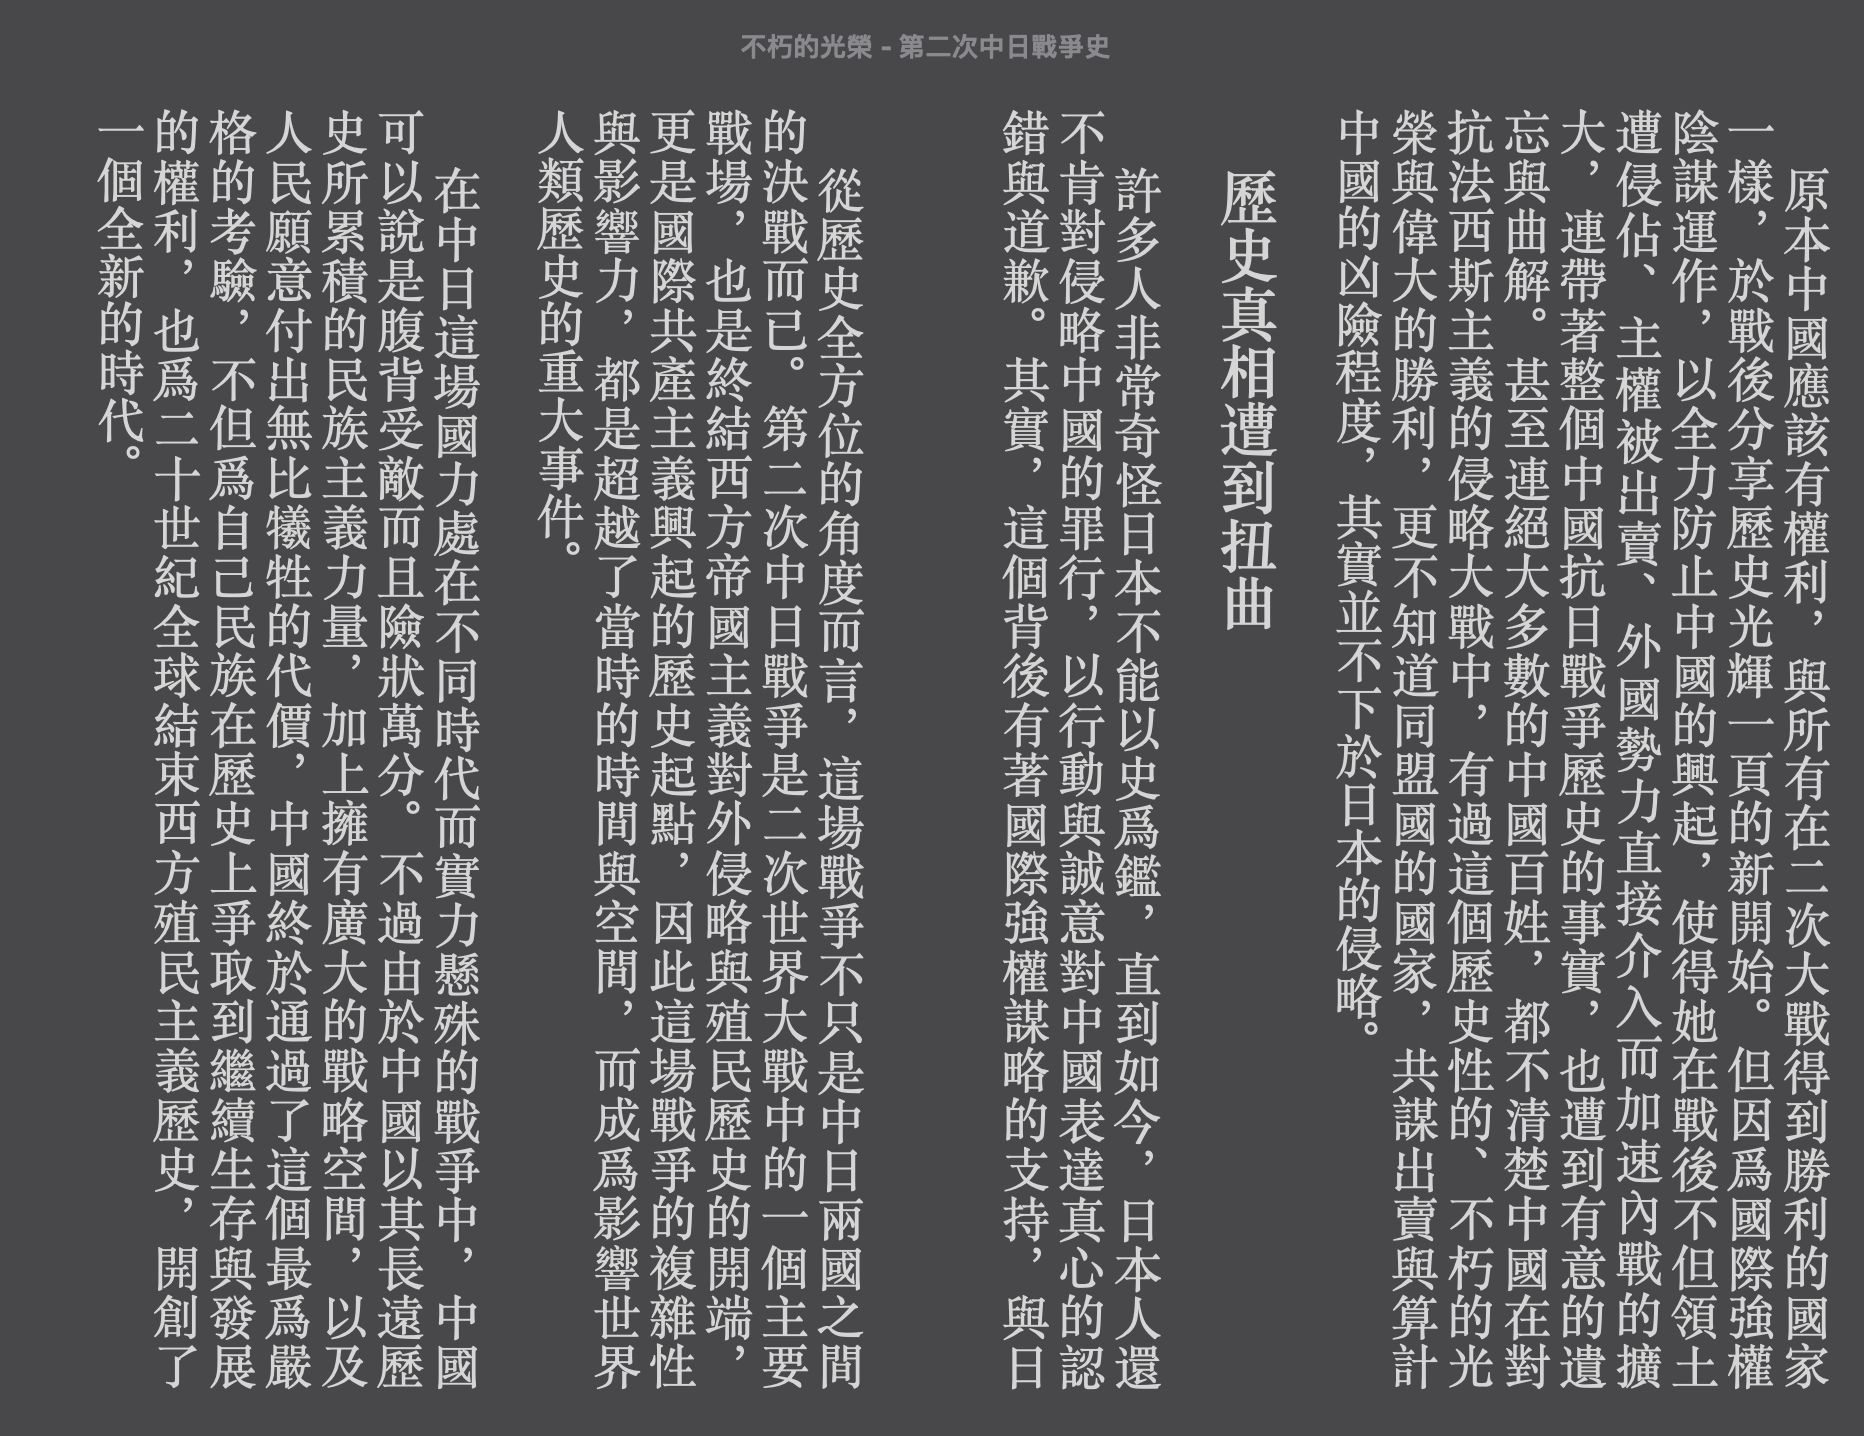 不朽的光榮 - 第二次中日戰爭史
原本中國應該有權利，與所有在二次大戰得到勝利的國家
一樣，於戰後分享歷史光輝一頁的新開始。但因爲國際強權
陰謀運作，以全力防止中國的興起，使得她在戰後不但領土
遭侵佔、主權被出賣、外國勢力直接介入而加速內戰的擴
大，連帶著整個中國抗日戰爭歷史的事實，也遭到有意的遺
忘與曲解。甚至連絕大多數的中國百姓，都不清楚中國在對
抗法西斯主義的侵略大戰中，有過這個歷史性的、不朽的光
榮與偉大的勝利，更不知道同盟國的國家，共謀出賣與算計
中國的凶險程度，其實並不下於日本的侵略。
歷史真相遭到扭曲
許多人非常奇怪日本不能以史爲鑑，直到如今，日本人還
不肯對侵略中國的罪行，以行動與誠意對中國表達真心的認
錯與道歉。其實，這個背後有著國際強權謀略的支持，與日
從歷史全方位的角度而言，這場戰爭不只是中日兩國之間
的決戰而已。第二次中日戰爭是二次世界大戰中的一個主要
戰場，也是終結西方帝國主義對外侵略與殖民歷史的開端，
更是國際共產主義興起的歷史起點，因此這場戰爭的複雜性
與影響力，都是超越了當時的時間與空間，而成爲影響世界
人類歷史的重大事件。
在中日這場國力處在不同時代而實力懸殊的戰爭中，中國
可以說是腹背受敵而且險狀萬分。不過由於中國以其長遠歷
史所累積的民族主義力量，加上擁有廣大的戰略空間，以及
人民願意付出無比犧牲的代價，中國終於通過了這個最爲嚴
格的考驗，不但爲自己民族在歷史上爭取到繼續生存與發展
的權利，也爲二十世紀全球結束西方殖民主義歷史，開創了
一個全新的時代。